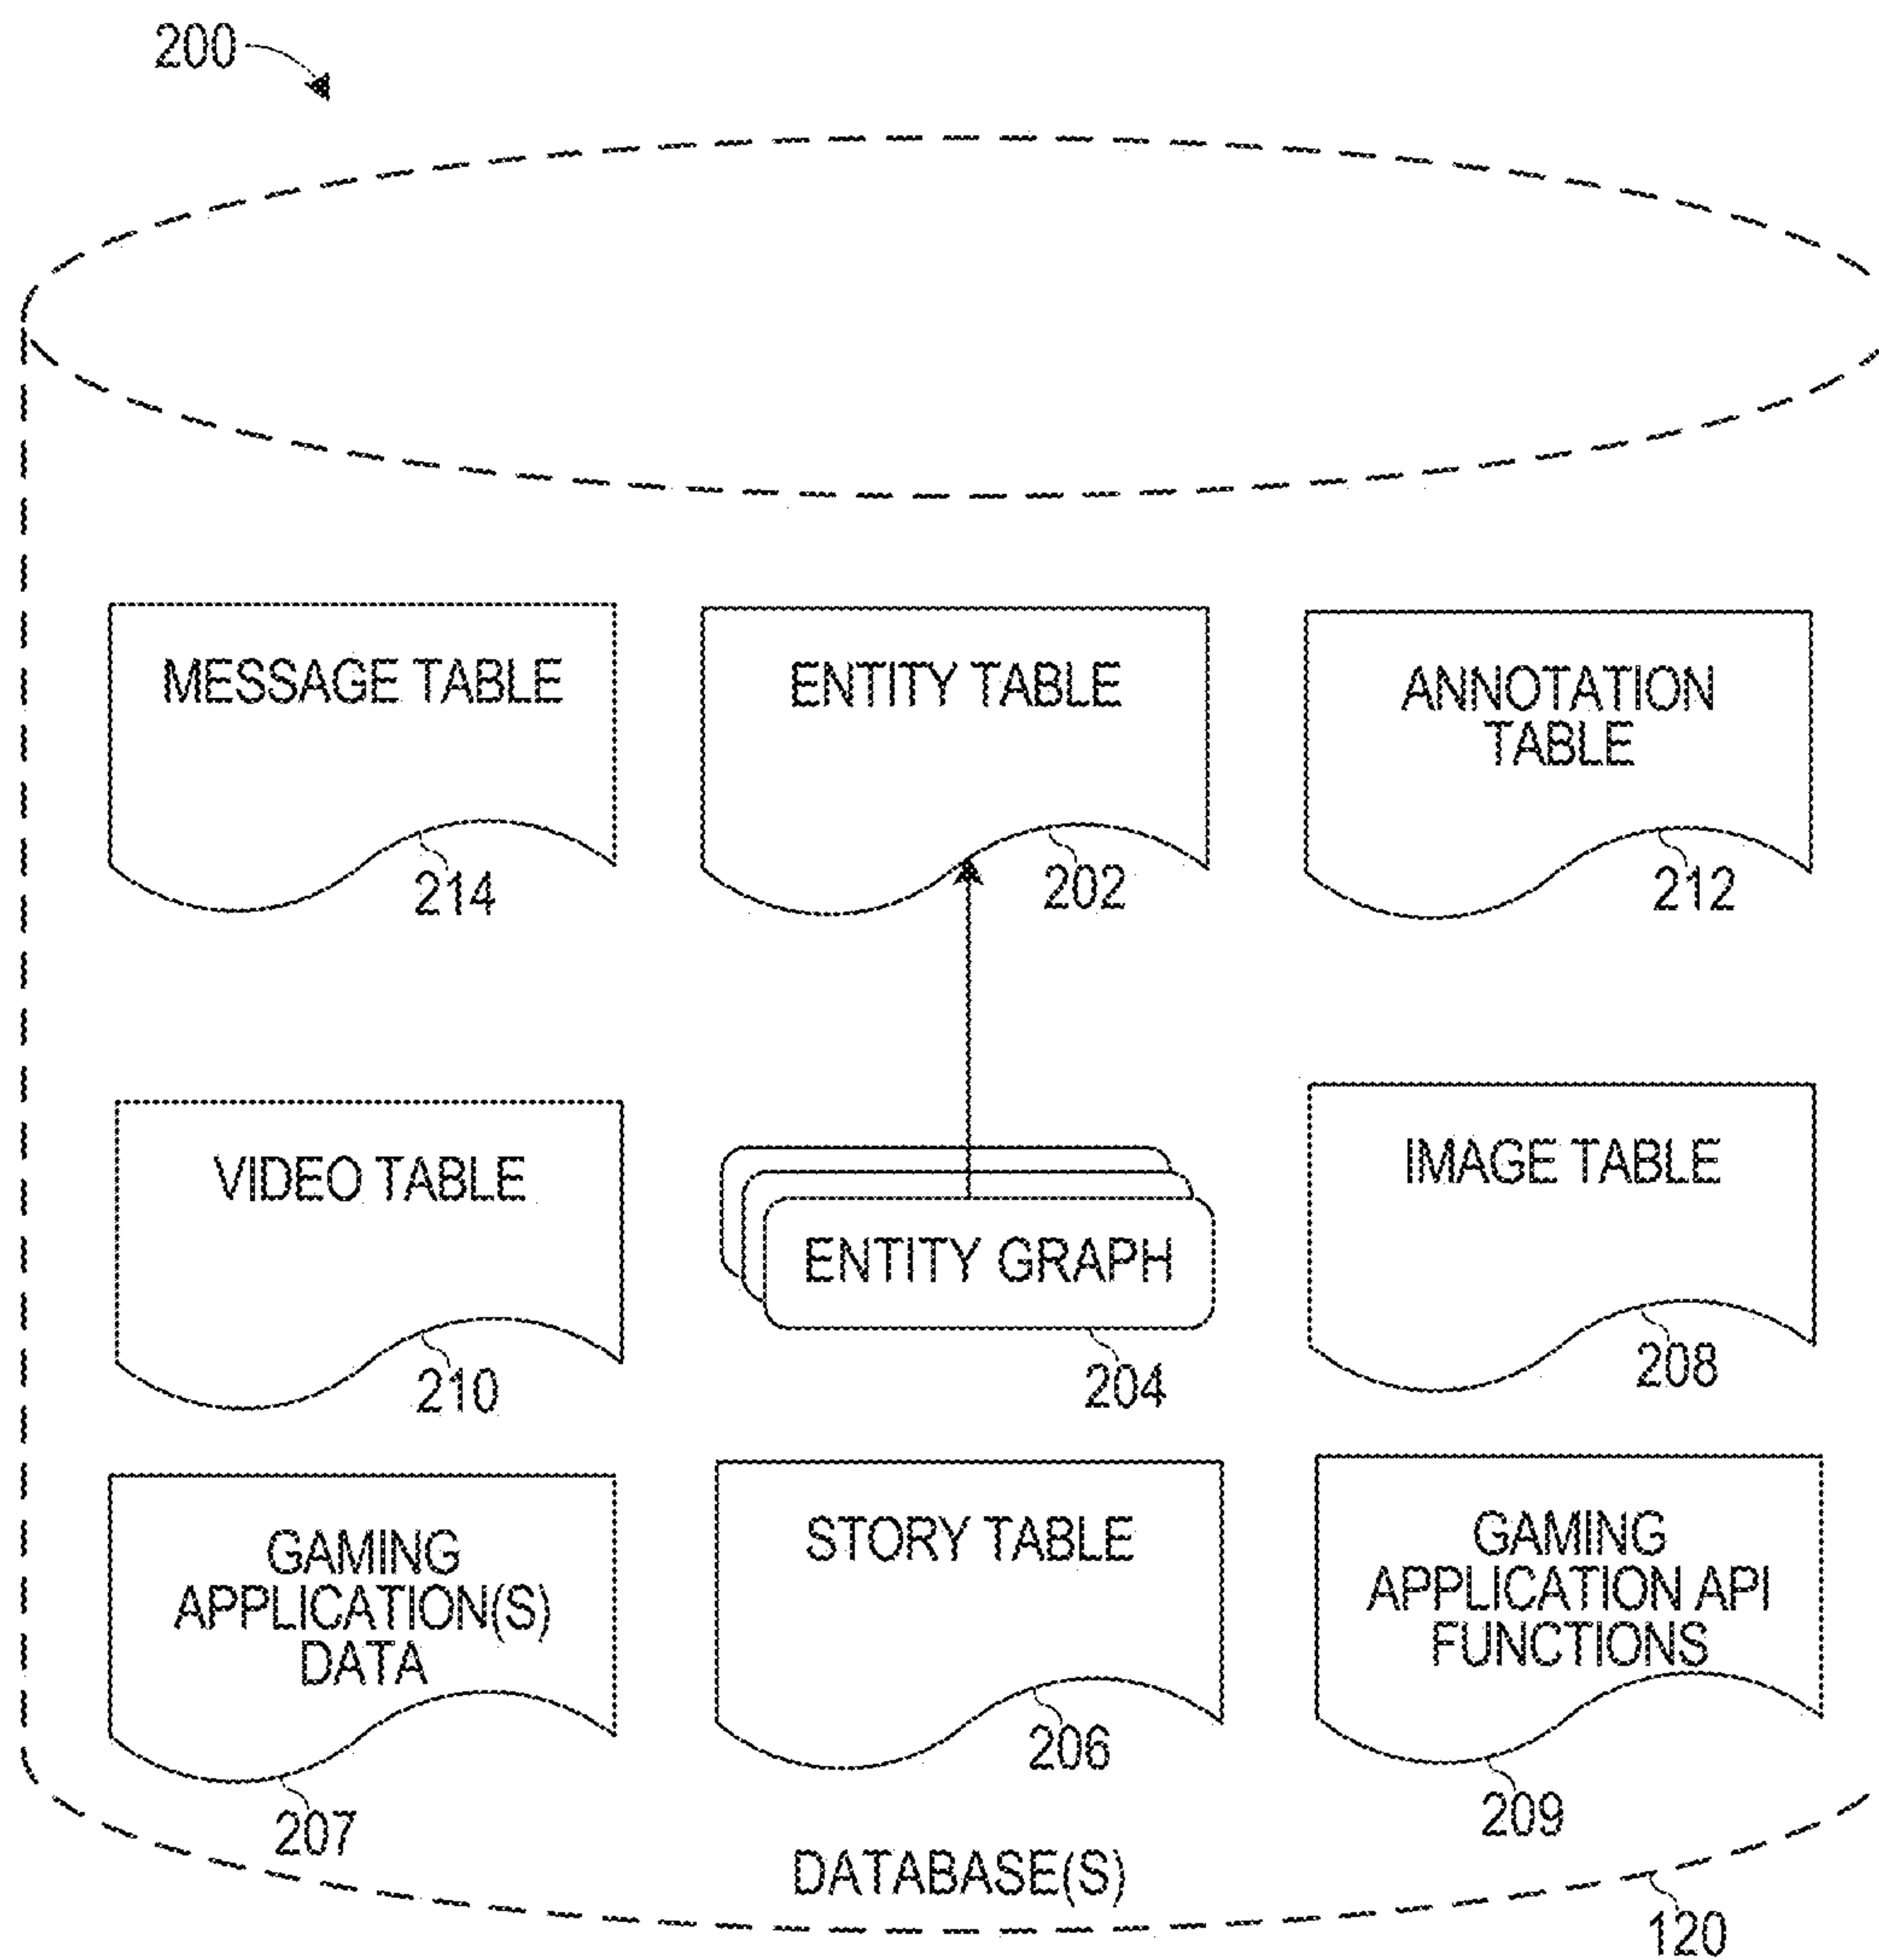 200
MESSAGE TABLE
214
ENTITY TABLE
202
ANNOTATION
TABLE
212
VIDEO TABLE
210
ENTITY GRAPH
204
IMAGE TABLE
208
GAMING
APPLICATION(S)
DATA
207
STORY TABLE
206
GAMING
APPLICATION API
FUNCTIONS
209
DATABASE(S)
120